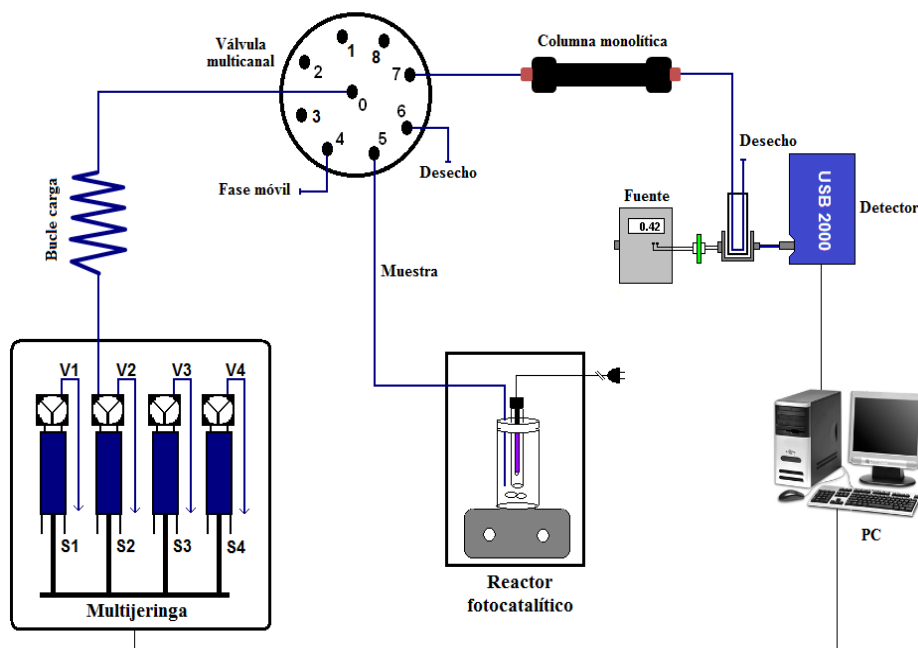 Válvula
multicanal
1
8
2
7
0
3
6
4
5
Columna monolítica
Desecho
Fase móvil
Desecho
Fuente
0.42
USB 2000
Detector
Bucle carga
Muestra
V1
V2
V3
V4
S1
S2
S3
S4
Multijeringa
Reactor
fotocatalítico
PC